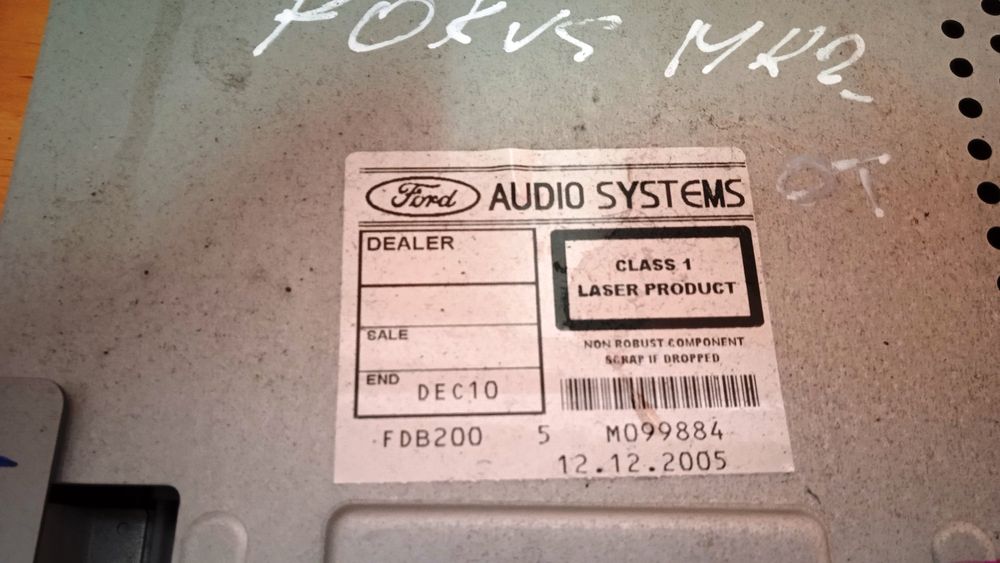 FOKUS MK2
OT
Ford AUDIO SYSTEMS
DEALER
CLASS 1
LASER PRODUCT
SALE
NON ROBUST COMPONENT
SCRAP IF DROPPED
END DEC10
FDB200 5 M099884
12.12.2005